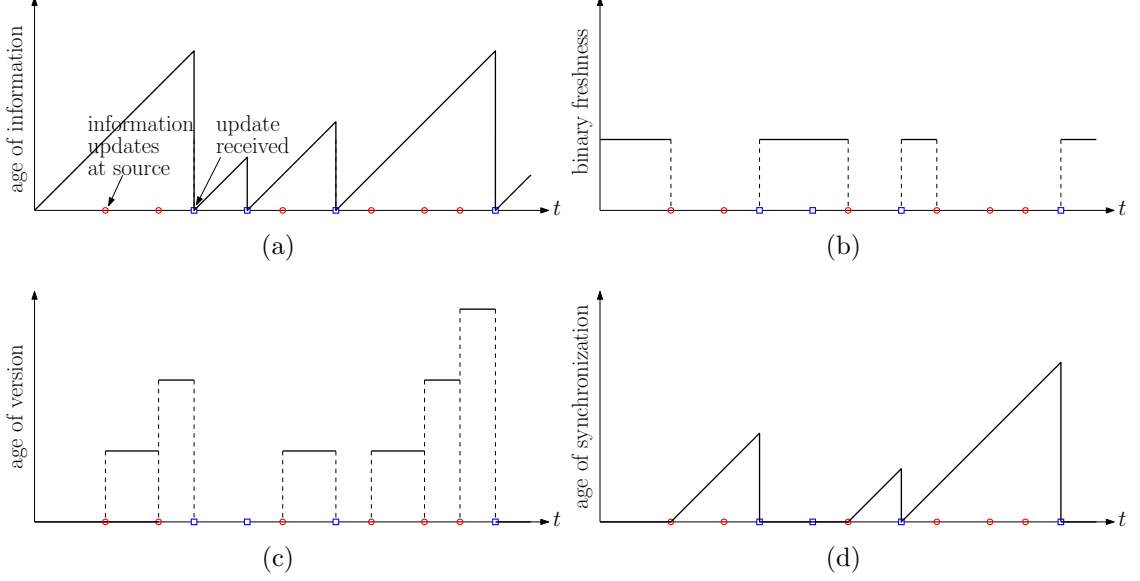 age of information
information
updates
at source
update
received
t
(a)
binary freshness
t
(b)
age of version
t
(c)
age of synchronization
t
(d)